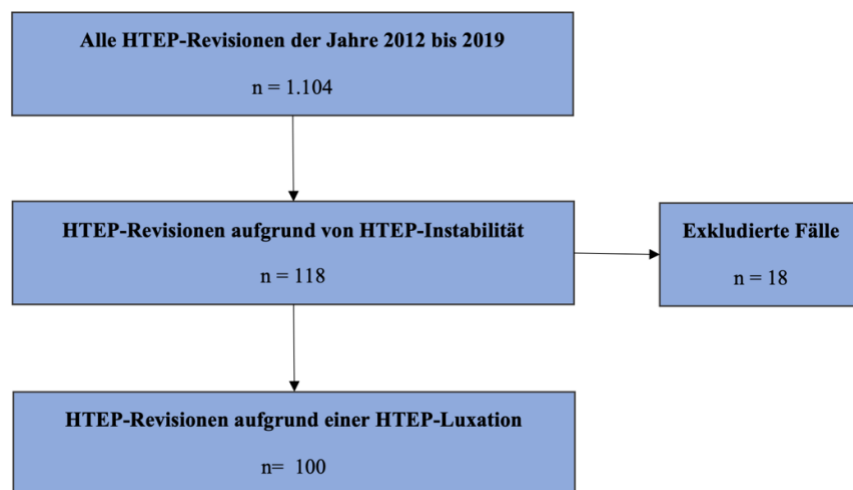 Alle HTEP-Revisionen der Jahre 2012 bis 2019
n = 1.104
HTEP-Revisionen aufgrund von HTEP-Instabilität
n = 118
Exkludierte Fälle
n = 18
HTEP-Revisionen aufgrund einer HTEP-Luxation
n=  100